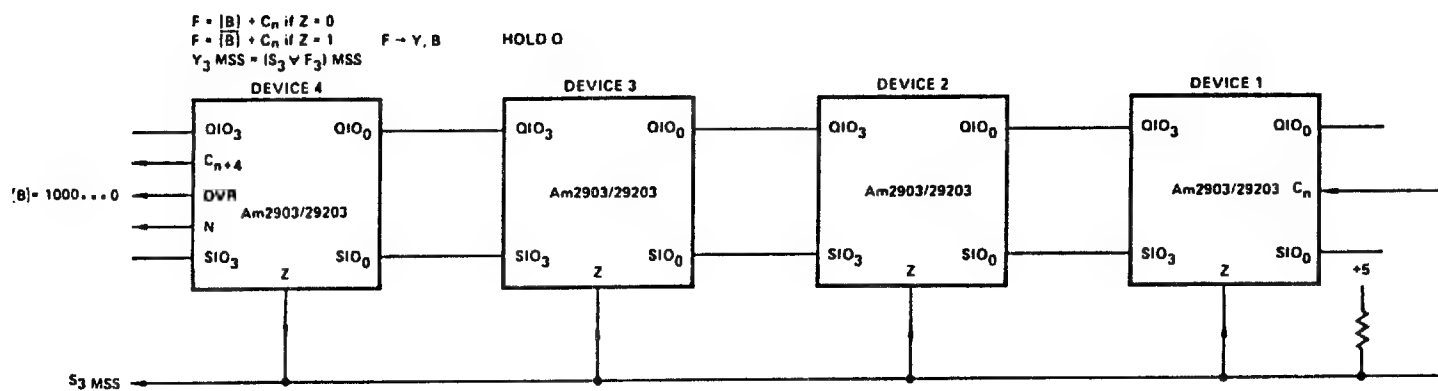 F = [B] + Cn if Z = 0
F = [B̅] + Cn if Z = 1 F → Y, B HOLD Q
Y3 MSS = (S3 ∀ F3) MSS
DEVICE 4 DEVICE 3 DEVICE 2 DEVICE 1
QIO3 QIO0 QIO3 QIO0 QIO3 QIO0 QIO3 QIO0
Cn+4
[B] = 1000...0 OVR Am2903/29203 Am2903/29203 Am2903/29203 Am2903/29203 Cn
N
SIO3 SIO0 SIO3 SIO0 SIO3 SIO0 SIO3 SIO0
Z Z Z Z +5
S3 MSS